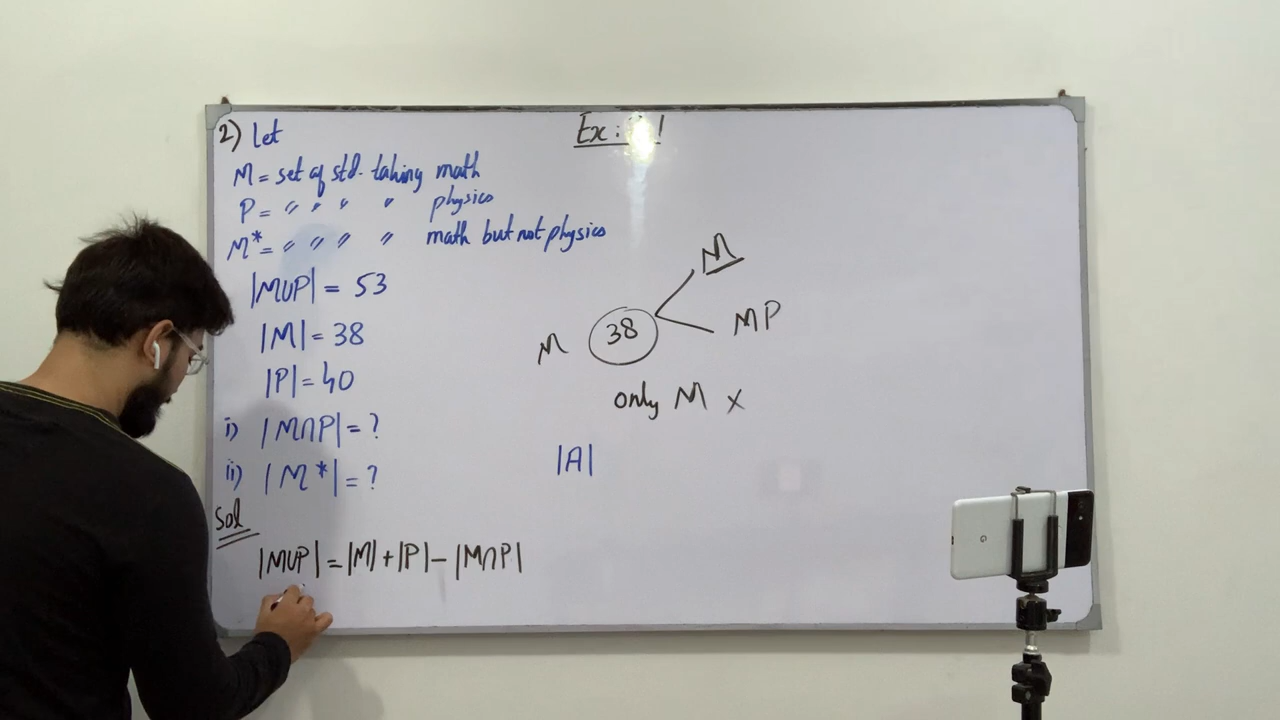 2) Let
M = set of std. taking math
P = " " " " physics
M* = " " " " math but not physics
|M∪P| = 53
|M| = 38
|P| = 40
i) |M∩P| = ?
ii) |M*| = ?
Sol
|M∪P| = |M| + |P| - |M∩P|
Ex: 1
M
M 38
MP
only M x
|A|
G